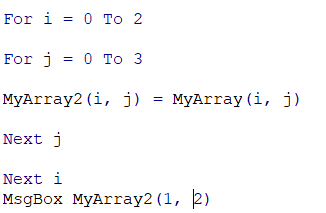 For i = 0 To 2
For j = 0 To 3
MyArray2(i, j) = MyArray(i, j)
Next j
Next i
MsgBox MyArray2(1, 2)